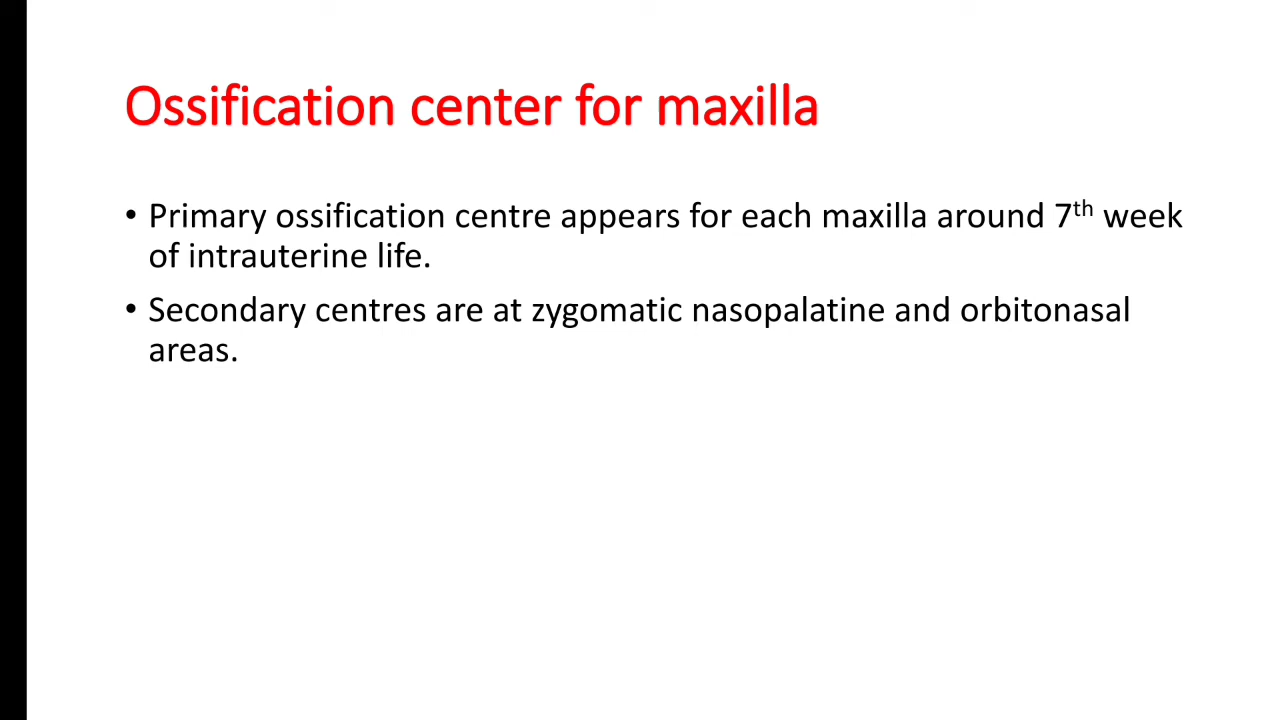 Ossification center for maxilla
• Primary ossification centre appears for each maxilla around 7th week
of intrauterine life.
• Secondary centres are at zygomatic nasopalatine and orbitonasal
areas.